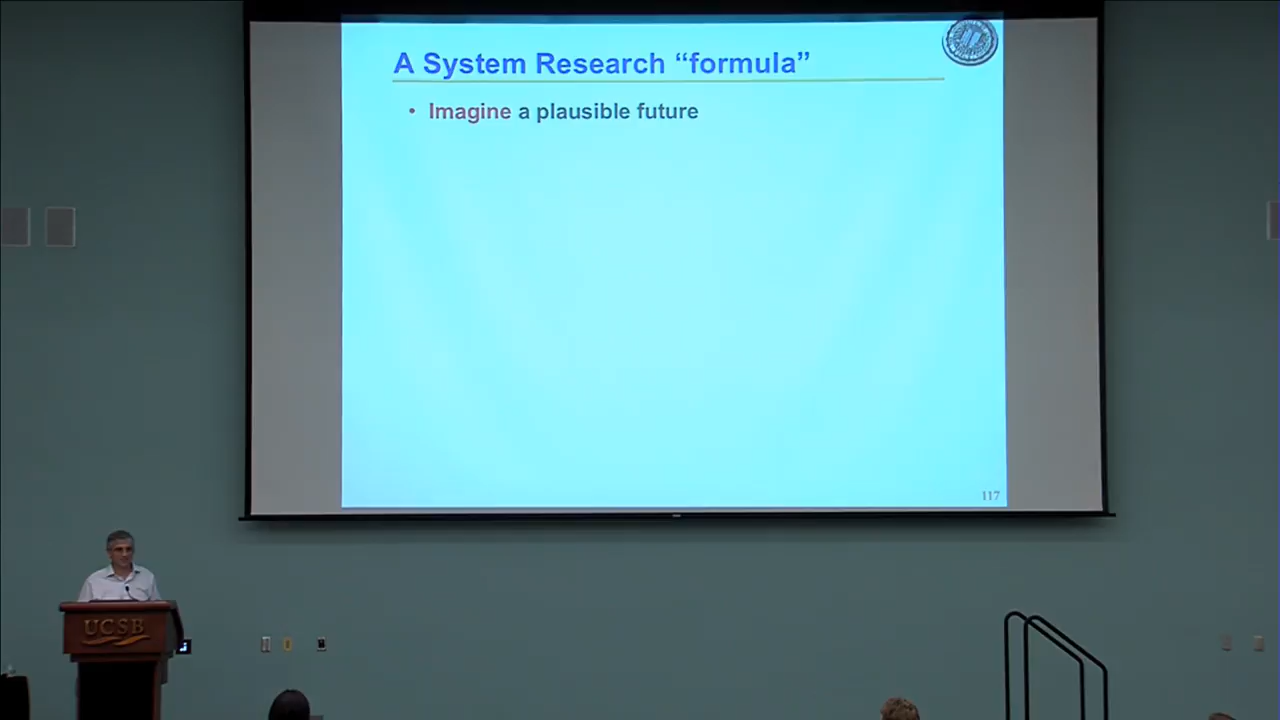 A System Research “formula”
• Imagine a plausible future
117
UCSB